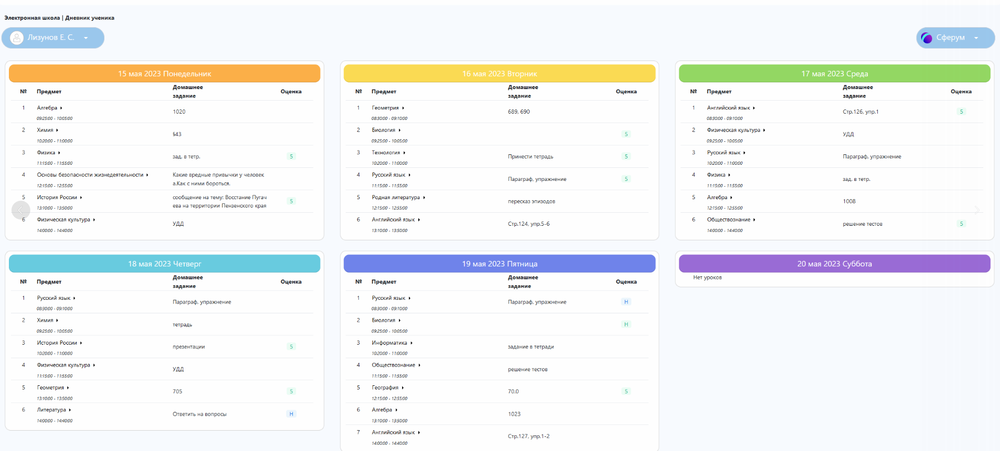 Электронная школа | Дневник ученика
Лизунов Е. С.
Сферум
15 мая 2023 Понедельник
№ Предмет Домашнее задание Оценка
1 Алгебра 1020
09:25:00 - 10:05:00
2 Химия §43
10:20:00 - 11:00:00
3 Физика зад. в тетр. 5
11:15:00 - 11:55:00
4 Основы безопасности жизнедеятельности Какие вредные привычки у человек
а.Как с ними бороться.
12:15:00 - 12:55:00
5 История России сообщение на тему: Восстание Пугач
ева на территории Пензенского края 5
13:10:00 - 13:50:00
6 Физическая культура УДД
14:00:00 - 14:40:00
16 мая 2023 Вторник
№ Предмет Домашнее задание Оценка
1 Геометрия 689, 690
08:30:00 - 09:10:00
2 Биология 5
09:25:00 - 10:05:00
3 Технология Принести тетрадь 5
10:20:00 - 11:00:00
4 Русский язык Параграф, упражнение 5
11:15:00 - 11:55:00
5 Родная литература пересказ эпизодов
12:15:00 - 12:55:00
6 Английский язык Стр.124, упр.5-6
13:10:00 - 13:50:00
17 мая 2023 Среда
№ Предмет Домашнее задание Оценка
1 Английский язык Стр.126, упр.1 5
08:30:00 - 09:10:00
2 Физическая культура УДД
09:25:00 - 10:05:00
3 Русский язык Параграф, упражнение
10:20:00 - 11:00:00
4 Физика зад. в тетр.
11:15:00 - 11:55:00
5 Алгебра 1008
12:15:00 - 12:55:00
6 Обществознание решение тестов 5
14:00:00 - 14:40:00
18 мая 2023 Четверг
№ Предмет Домашнее задание Оценка
1 Русский язык Параграф, упражнение
08:30:00 - 09:10:00
2 Химия тетрадь
09:25:00 - 10:05:00
3 История России презентации 5
10:20:00 - 11:00:00
4 Физическая культура УДД
11:15:00 - 11:55:00
5 Геометрия 705 5
13:10:00 - 13:50:00
6 Литература Ответить на вопросы Н
14:00:00 - 14:40:00
19 мая 2023 Пятница
№ Предмет Домашнее задание Оценка
1 Русский язык Параграф, упражнение Н
08:30:00 - 09:10:00
2 Биология Н
09:25:00 - 10:05:00
3 Информатика задание в тетради
10:20:00 - 11:00:00
4 Обществознание решение тестов
11:15:00 - 11:55:00
5 География 70.0 5
12:15:00 - 12:55:00
6 Алгебра 1023
13:10:00 - 13:50:00
7 Английский язык Стр.127, упр.1-2
14:00:00 - 14:40:00
20 мая 2023 Суббота
Нет уроков